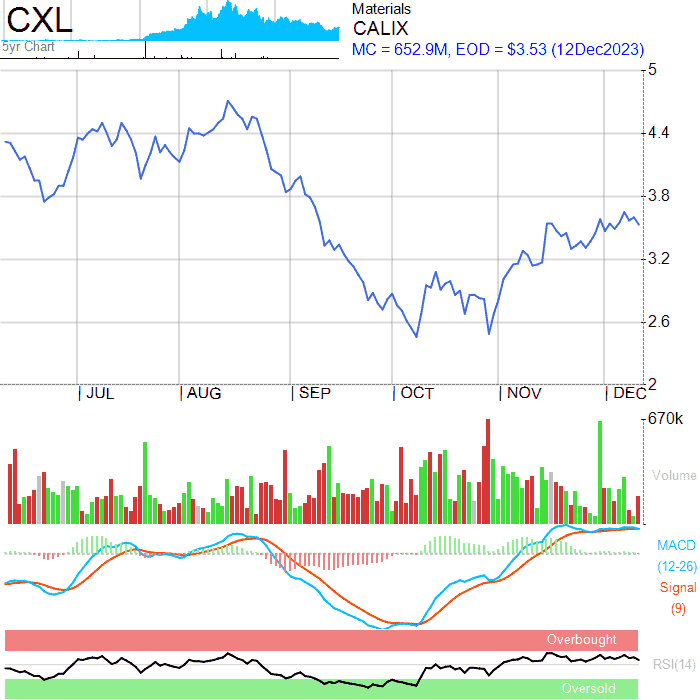 CXL
5yr Chart
Materials
CALIX
MC = 652.9M, EOD = $3.53 (12Dec2023)
5
4.4
3.8
3.2
2.6
2
JUL AUG SEP OCT NOV DEC
670k
Volume
MACD
(12-26)
Signal
(9)
Overbought
RSI(14)
Oversold